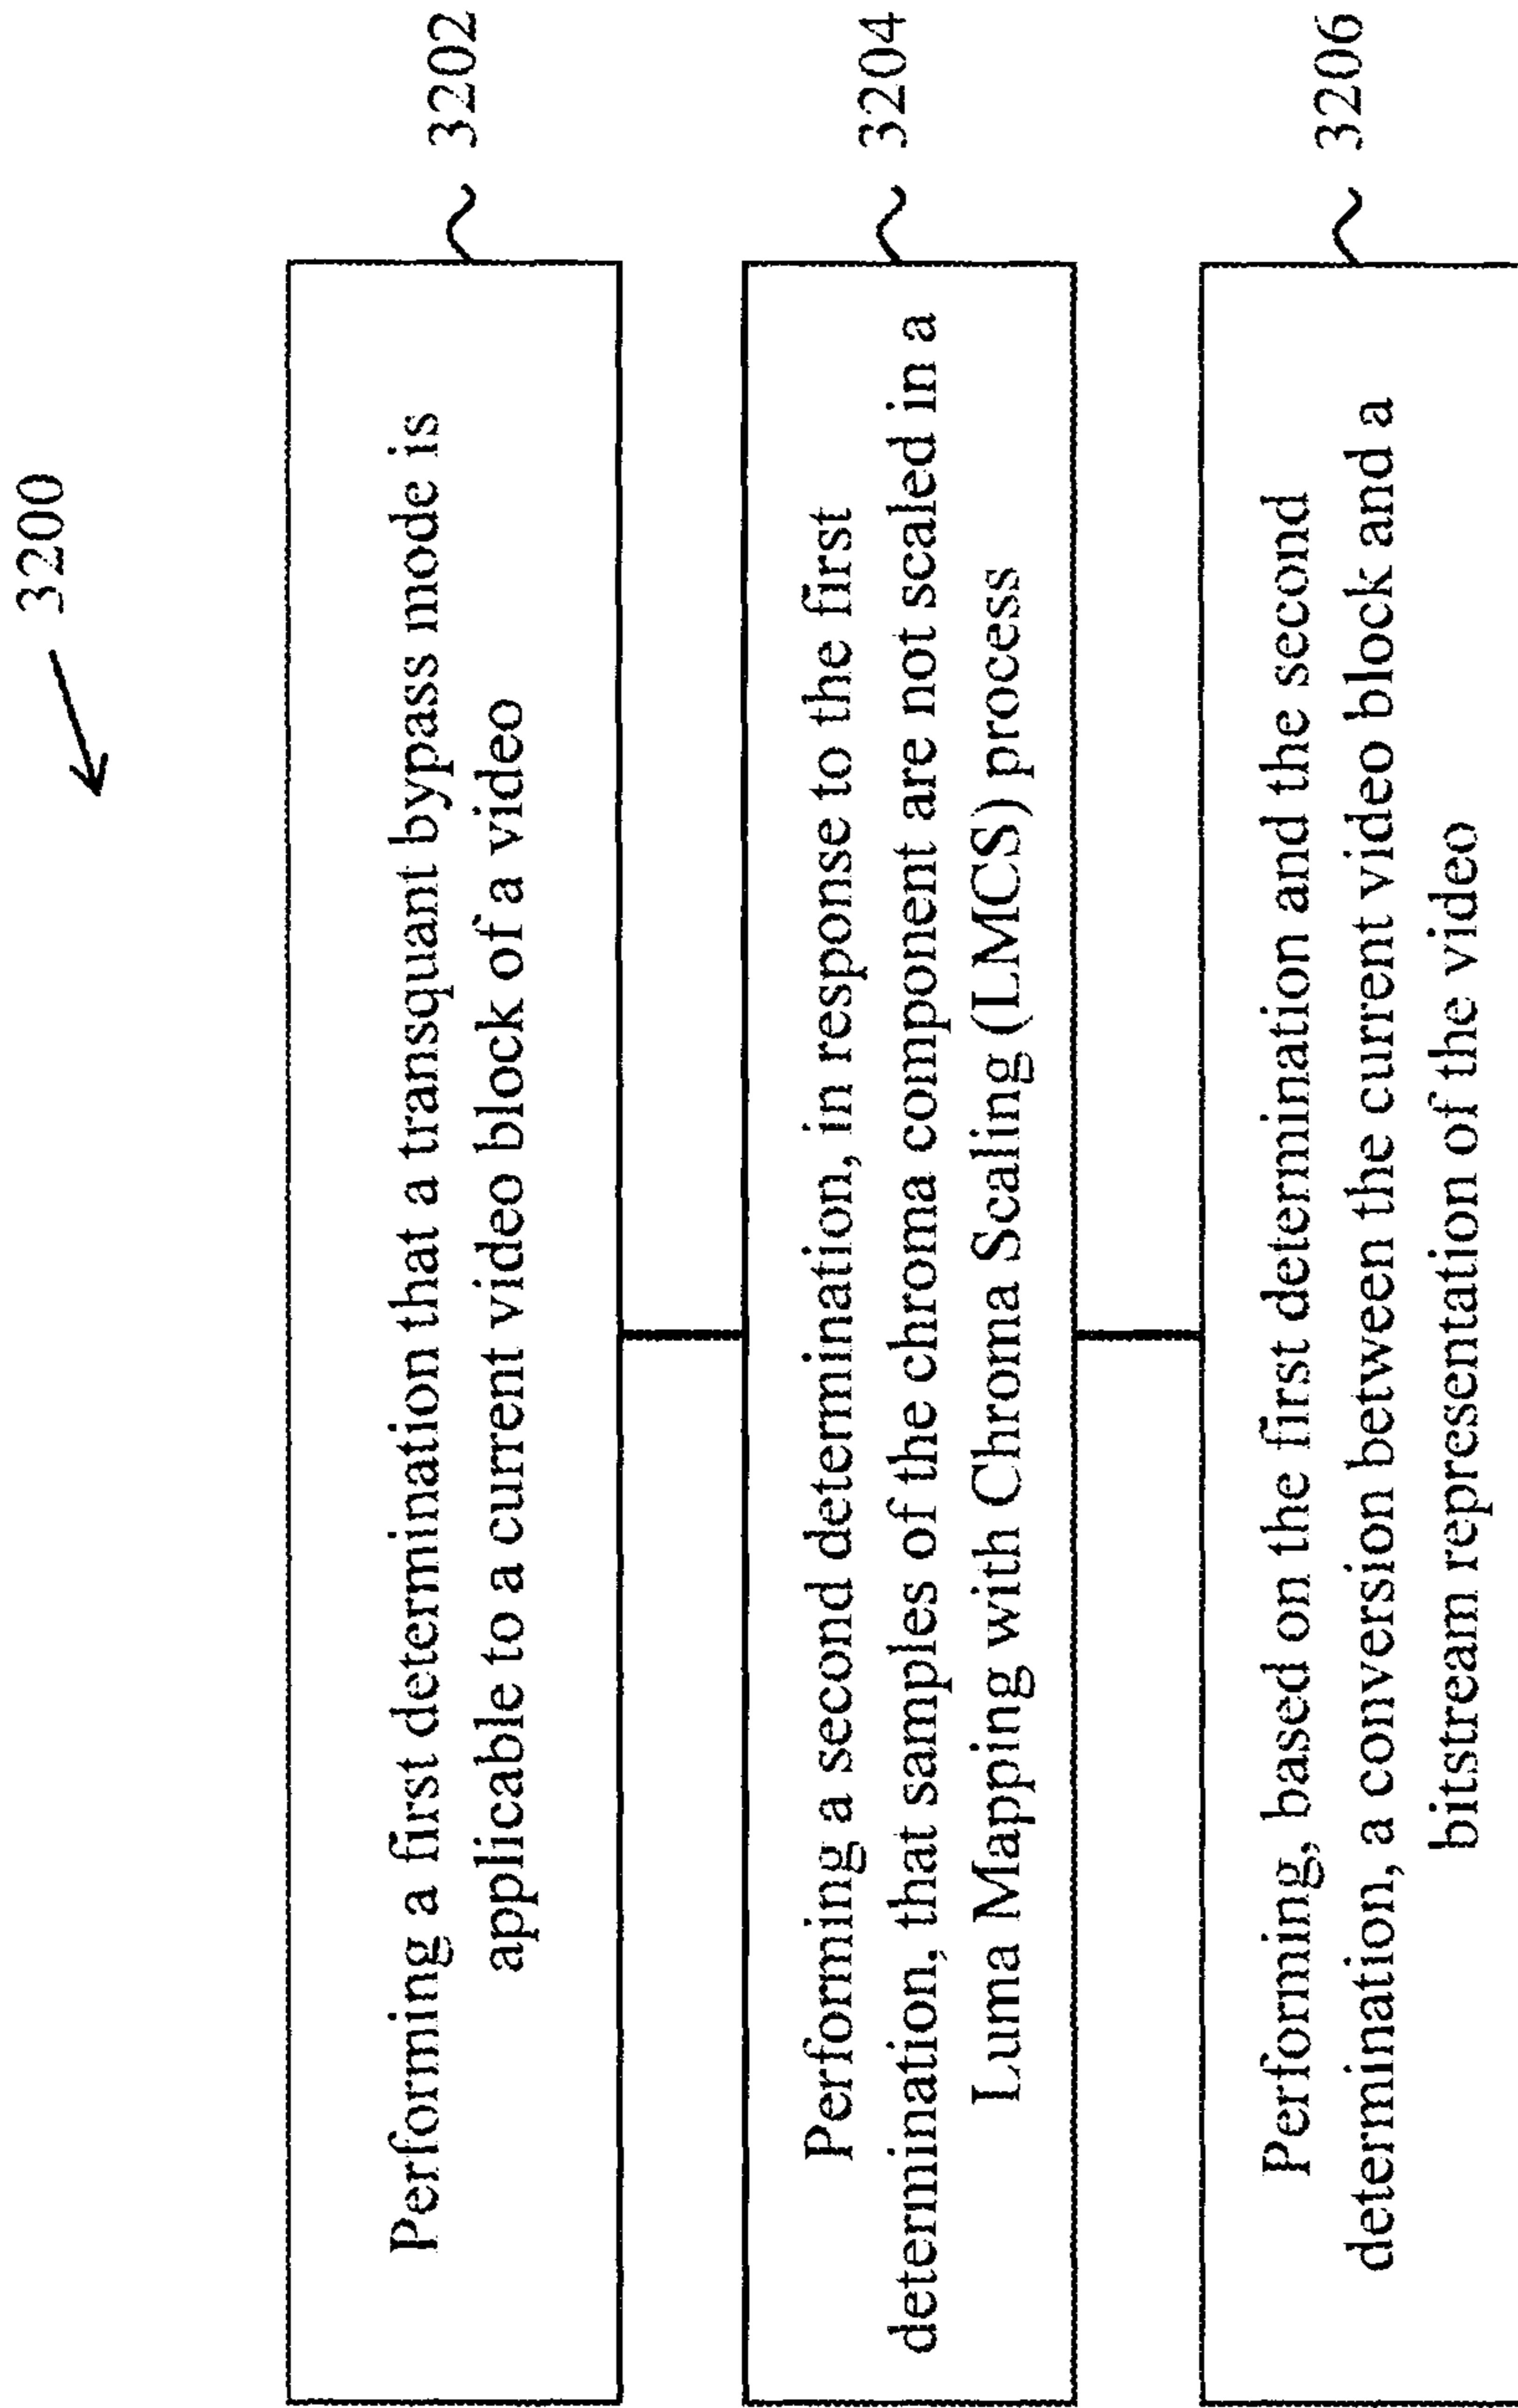 3200
Performing a first determination that a transquant bypass mode is
applicable to a current video block of a video
3202
Performing a second determination, in response to the first
determination, that samples of the chroma component are not scaled in a
Luma Mapping with Chroma Scaling (LMCS) process
3204
Performing, based on the first determination and the second
determination, a conversion between the current video block and a
bitstream representation of the video
3206